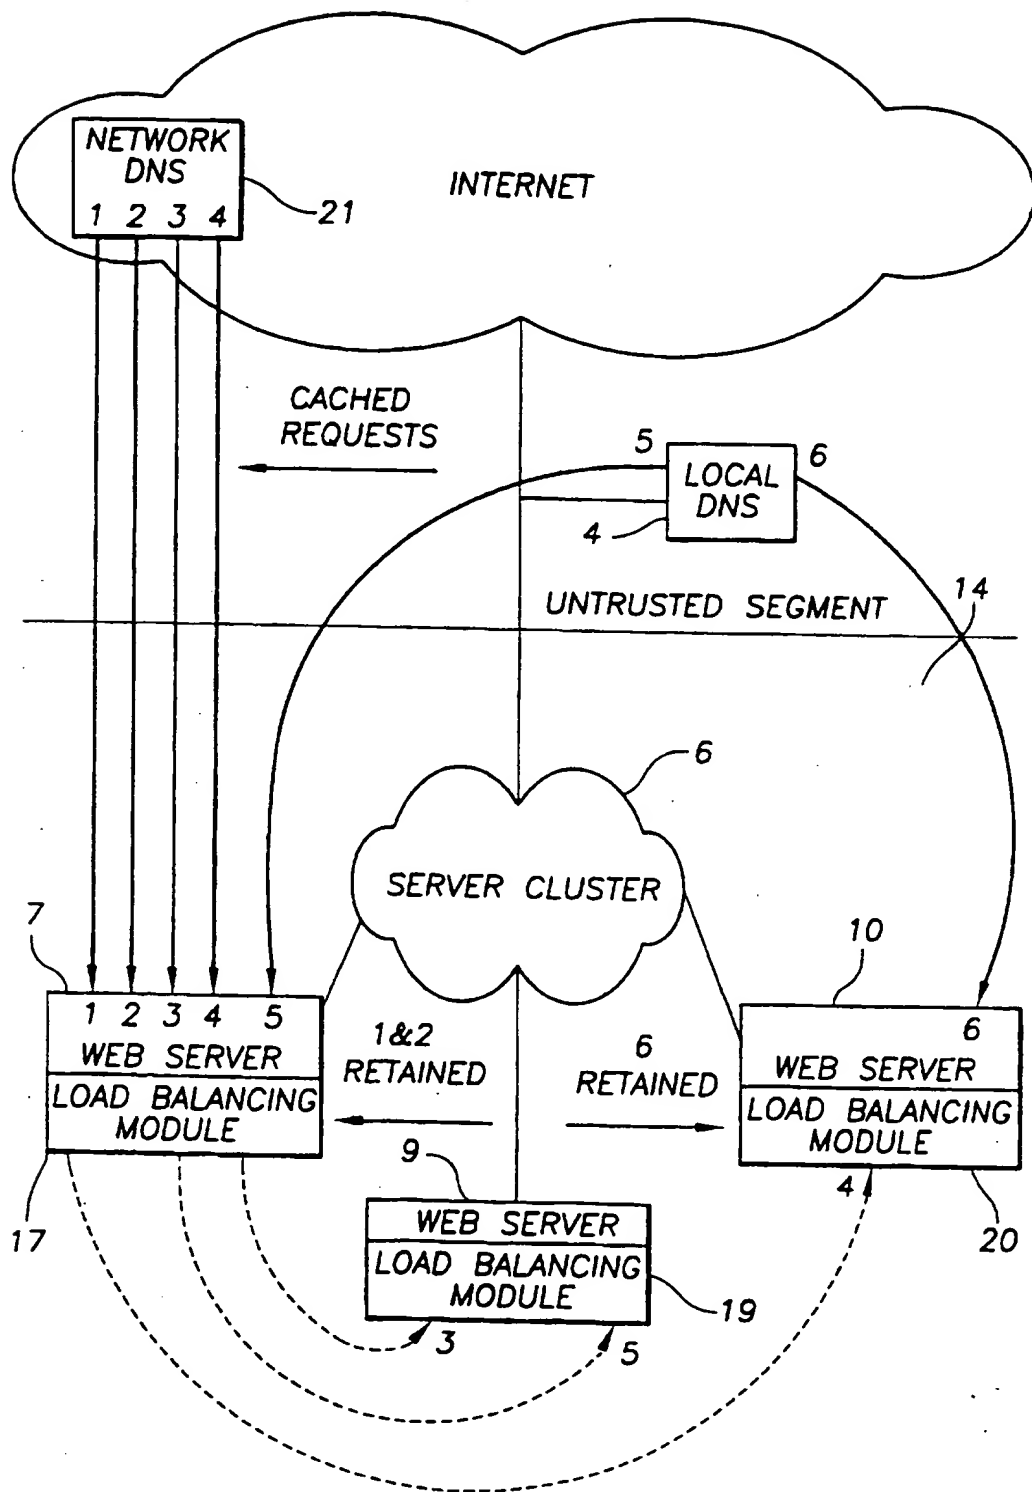 NETWORK
DNS
1 2 3 4
21
INTERNET
CACHED
REQUESTS
5
LOCAL
DNS
6
4
UNTRUSTED SEGMENT
14
6
SERVER CLUSTER
7
10
1 2 3 4 5
WEB SERVER
LOAD BALANCING
MODULE
17
1&2
RETAINED
6
RETAINED
6
WEB SERVER
LOAD BALANCING
MODULE
4
20
9
WEB SERVER
LOAD BALANCING
MODULE
19
3
5